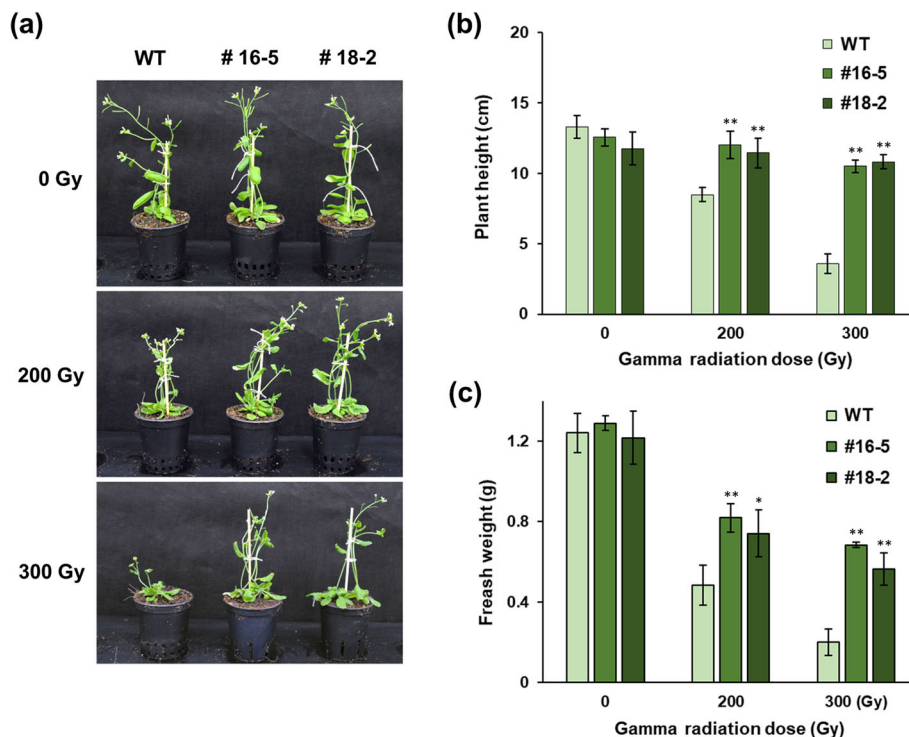 (a)
WT # 16-5 # 18-2
0 Gy
200 Gy
300 Gy
(b)
20
15
10
5
0
Plant height (cm)
WT
#16-5
#18-2
** **
** **
0 200 300
Gamma radiation dose (Gy)
(c)
1.2
0.8
0.4
0
Freash weight (g)
WT
#16-5
#18-2
** *
** **
0 200 300 (Gy)
Gamma radiation dose (Gy)